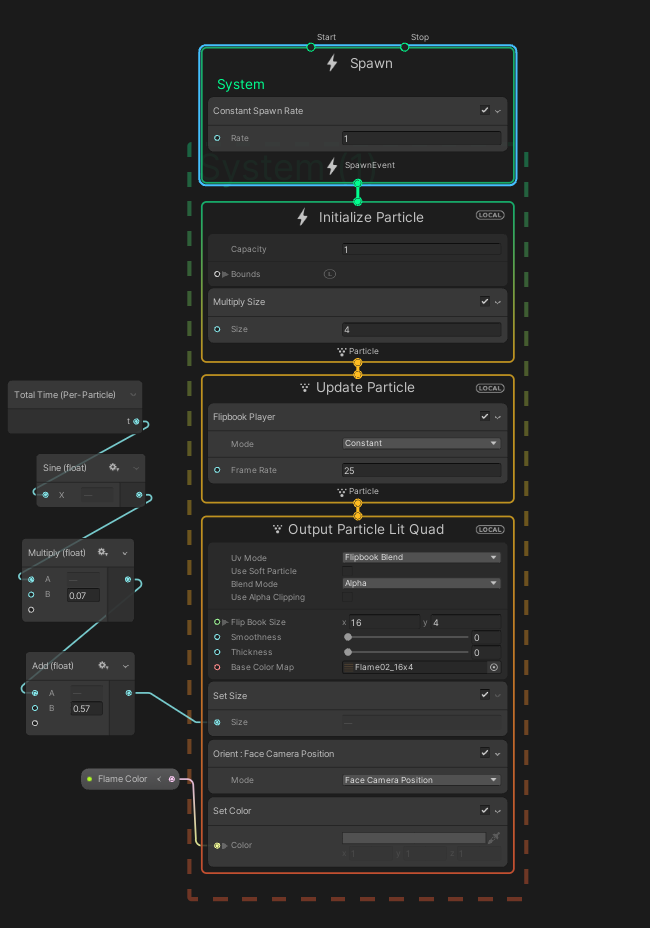 Start Stop
Spawn
System
Constant Spawn Rate
Rate 1
System (1)
SpawnEvent
Initialize Particle LOCAL
Capacity 1
Bounds L
Multiply Size
Size 4
Particle
Update Particle LOCAL
Flipbook Player
Mode Constant
Frame Rate 25
Particle
Total Time (Per-Particle)
t
Sine (float)
X —
Multiply (float)
A —
B 0.07
Add (float)
A —
B 0.57
Flame Color
Output Particle Lit Quad LOCAL
Uv Mode Flipbook Blend
Use Soft Particle
Blend Mode Alpha
Use Alpha Clipping
Flip Book Size x 16 y 4
Smoothness 0
Thickness 0
Base Color Map Flame02_16x4
Set Size
Size —
Orient : Face Camera Position
Mode Face Camera Position
Set Color
Color
x 1 y 1 z 1